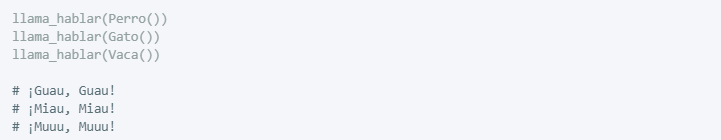 llama_hablar(Perro())
llama_hablar(Gato())
llama_hablar(Vaca())
# ¡Guau, Guau!
# ¡Miau, Miau!
# ¡Muuu, Muuu!